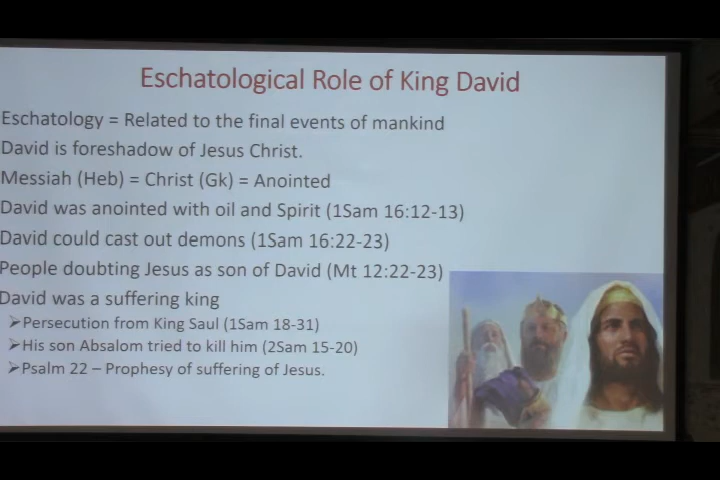 Eschatological Role of King David
Eschatology = Related to the final events of mankind
David is foreshadow of Jesus Christ.
Messiah (Heb) = Christ (Gk) = Anointed
David was anointed with oil and Spirit (1Sam 16:12-13)
David could cast out demons (1Sam 16:22-23)
People doubting Jesus as son of David (Mt 12:22-23)
David was a suffering king
➢Persecution from King Saul (1Sam 18-31)
➢His son Absalom tried to kill him (2Sam 15-20)
➢Psalm 22 – Prophesy of suffering of Jesus.